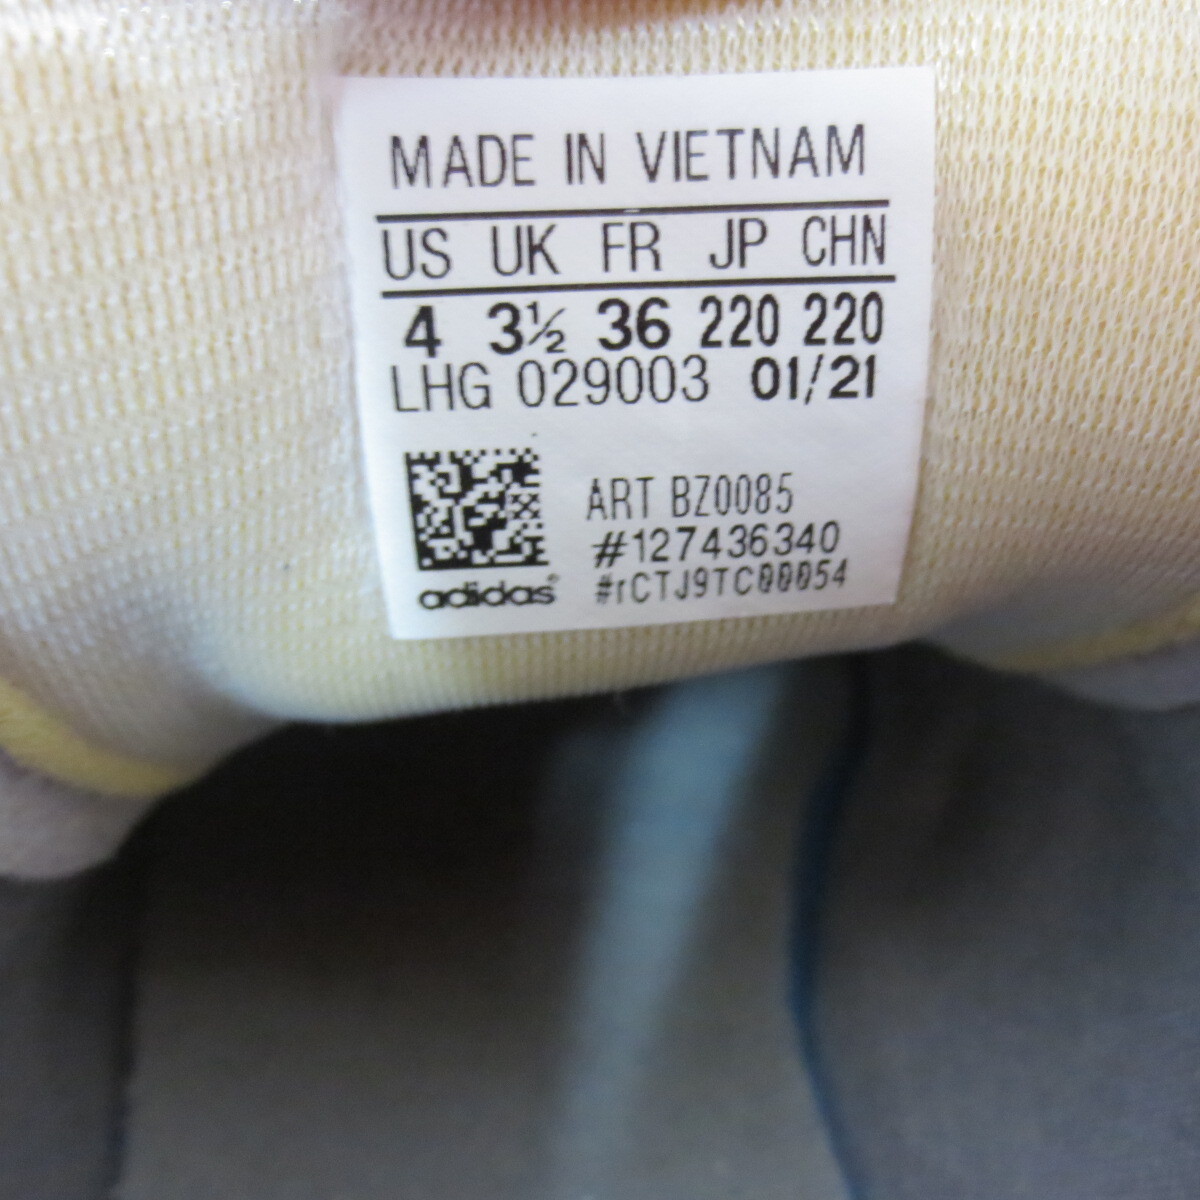 MADE IN VIETNAM
US UK FR JP CHN
4 3½ 36 220 220
LHG 029003 01/21
ART BZ0085
#127436340
#rCTJ9TC00054
adidas®